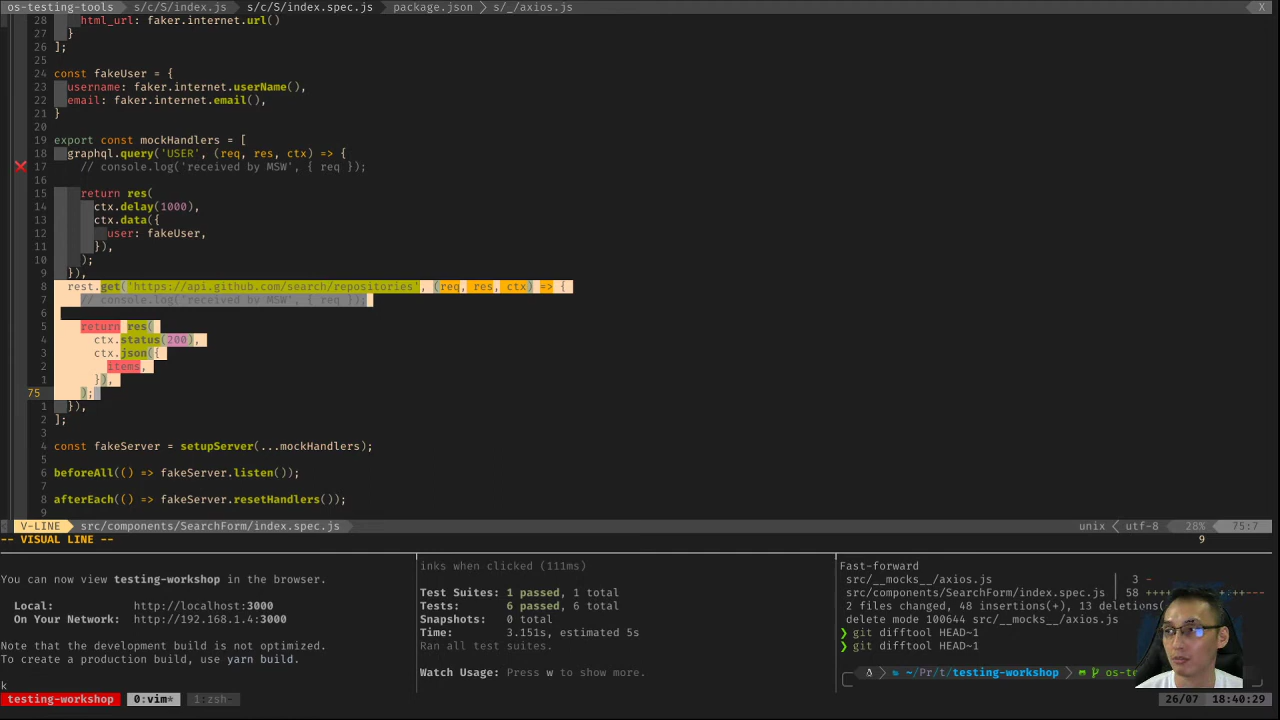 os-testing-tools s/c/S/index.js s/c/S/index.spec.js package.json s/_/axios.js X
28 html_url: faker.internet.url()
27 }
26 ];
25
24 const fakeUser = {
23 username: faker.internet.userName(),
22 email: faker.internet.email(),
21 }
20
19 export const mockHandlers = [
18 graphql.query('USER', (req, res, ctx) => {
17 // console.log('received by MSW', { req });
16
15 return res(
14 ctx.delay(1000),
13 ctx.data({
12 user: fakeUser,
11 }),
10 );
9 }),
8 rest.get('https://api.github.com/search/repositories', (req, res, ctx) => {
7 // console.log('received by MSW', { req });
6
5 return res(
4 ctx.status(200),
3 ctx.json({
2 items,
1 }),
75 );
1 }),
2 ];
3
4 const fakeServer = setupServer(...mockHandlers);
5
6 beforeAll(() => fakeServer.listen());
7
8 afterEach(() => fakeServer.resetHandlers());
9
V-LINE src/components/SearchForm/index.spec.js unix utf-8 28% 75:7
-- VISUAL LINE -- 9
You can now view testing-workshop in the browser.
Local: http://localhost:3000
On Your Network: http://192.168.1.4:3000
Note that the development build is not optimized.
To create a production build, use yarn build.
k
inks when clicked (111ms)
Test Suites: 1 passed, 1 total
Tests: 6 passed, 6 total
Snapshots: 0 total
Time: 3.151s, estimated 5s
Ran all test suites.
Watch Usage: Press w to show more.
Fast-forward
src/__mocks__/axios.js | 3 -
src/components/SearchForm/index.spec.js | 58 +++++
2 files changed, 48 insertions(+), 13 deletions
delete mode 100644 src/__mocks__/axios.js
❯ git difftool HEAD~1
❯ git difftool HEAD~1
~/Pr/t/testing-workshop os-te
testing-workshop 0:vim* 1:zsh- 26/07 18:40:29